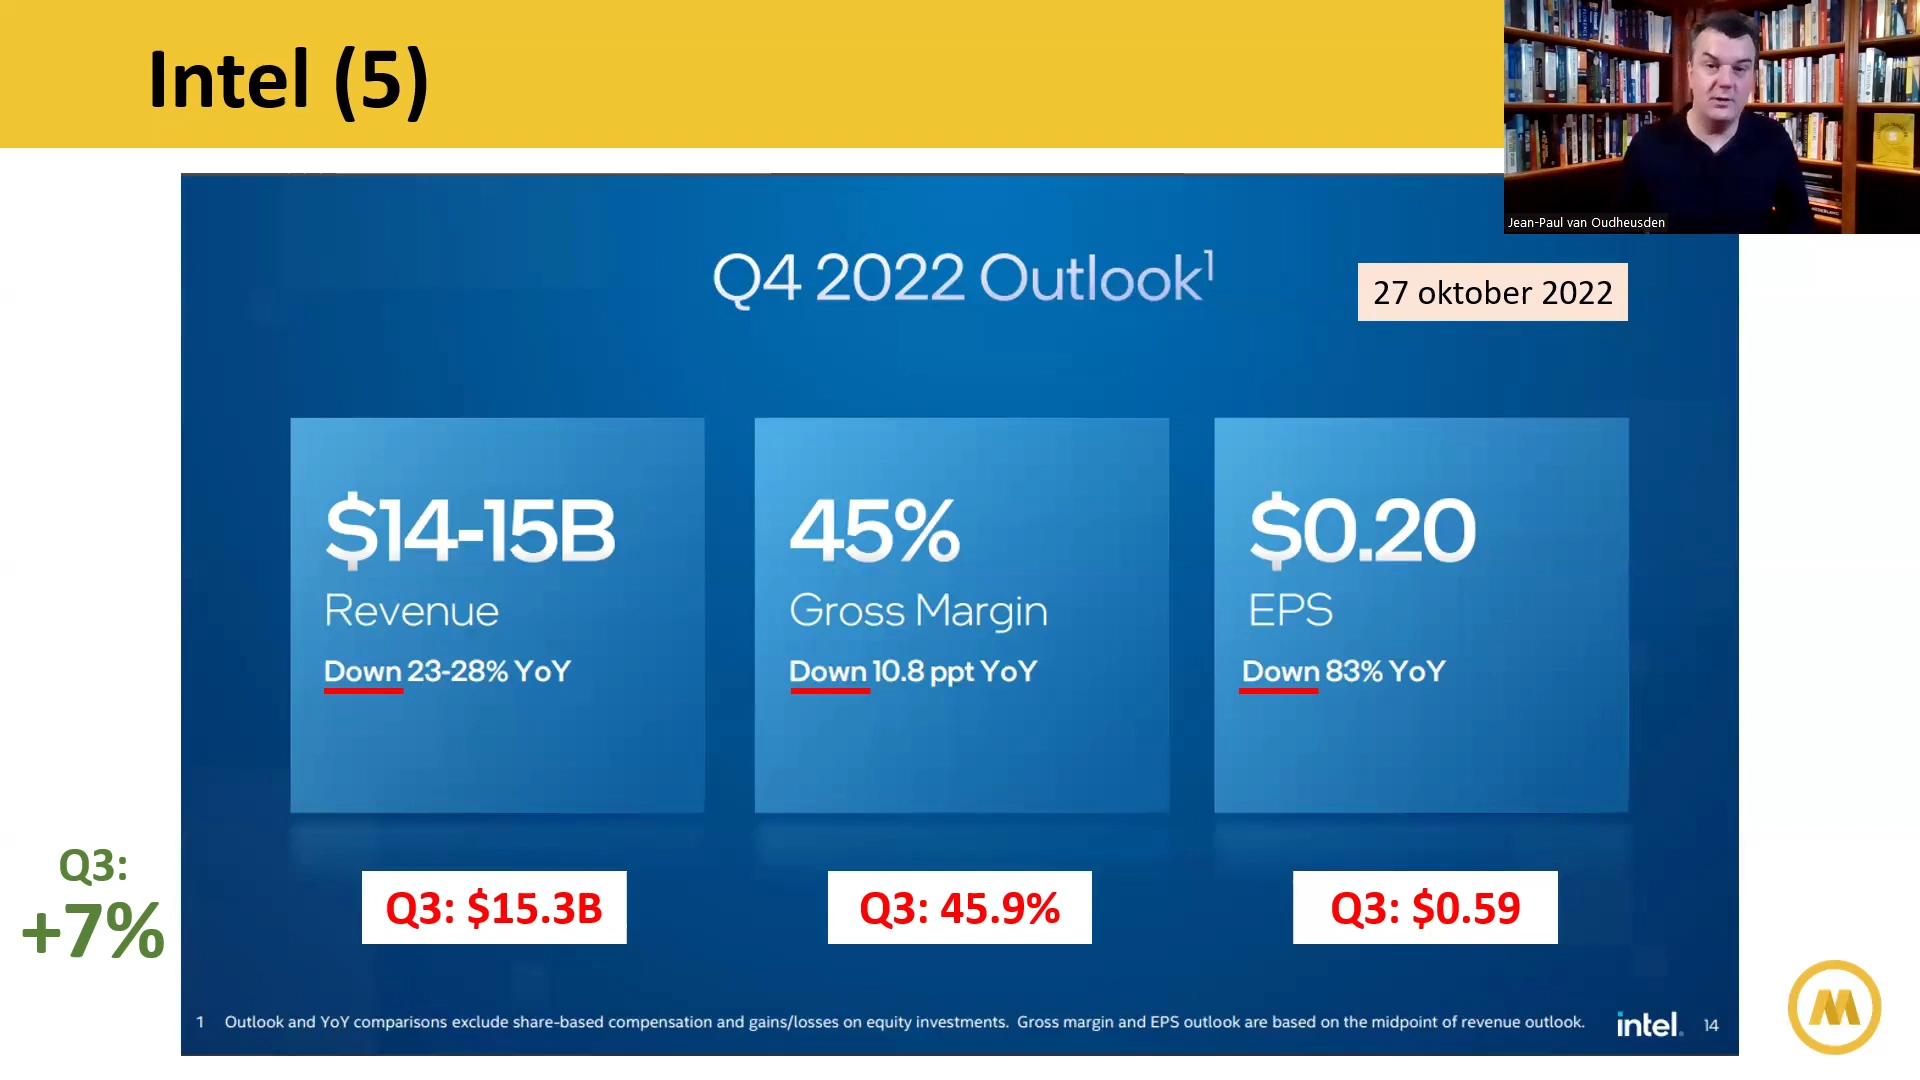 Intel (5)
Jean-Paul van Oudheusden
Q4 2022 Outlook¹
27 oktober 2022
$14-15B
Revenue
Down 23-28% YoY
45%
Gross Margin
Down 10.8 ppt YoY
$0.20
EPS
Down 83% YoY
Q3:
+7%
Q3: $15.3B
Q3: 45.9%
Q3: $0.59
1 Outlook and YoY comparisons exclude share-based compensation and gains/losses on equity investments. Gross margin and EPS outlook are based on the midpoint of revenue outlook.
intel. 14